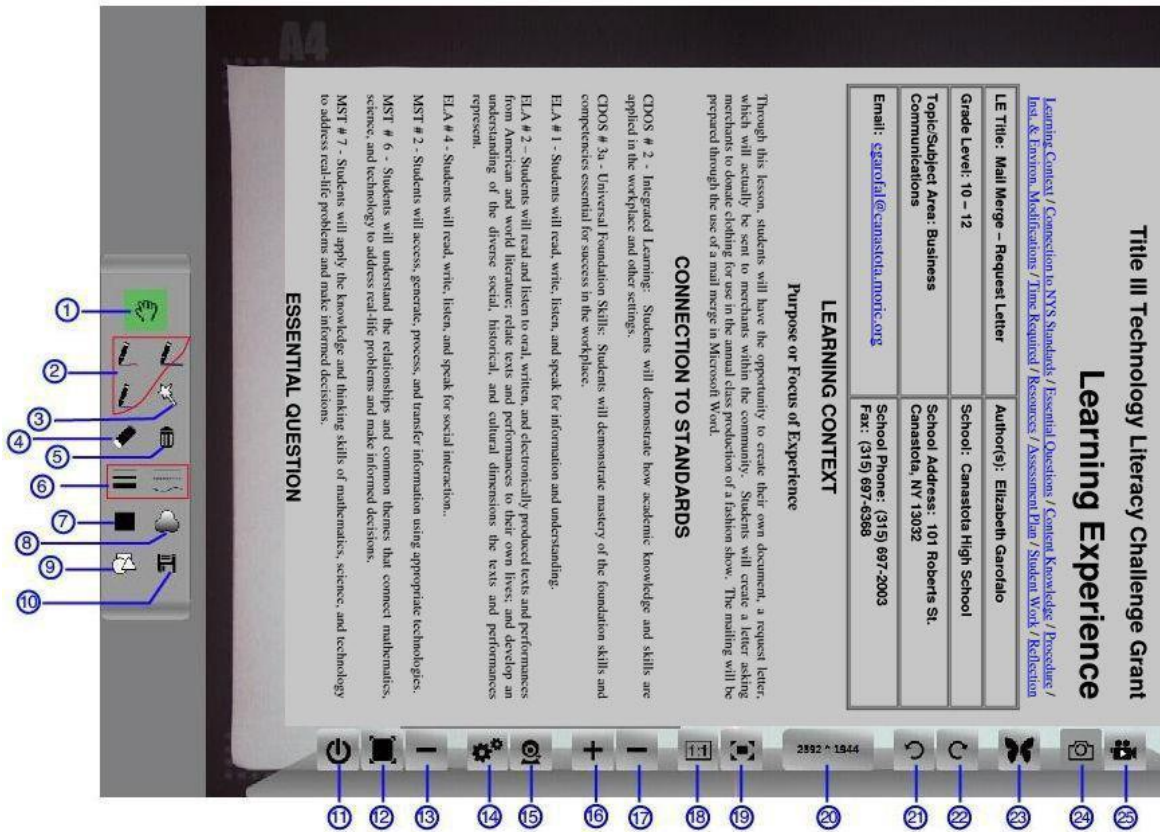 A4
Title III Technology Literacy Challenge Grant
Learning Experience
Learning Context / Connection to NYS Standards / Essential Questions / Content Knowledge / Procedure /
Inst. & Environ. Modifications / Time Required / Resources / Assessment Plan / Student Work / Reflection
LE Title: Mail Merge – Request Letter
Author(s): Elizabeth Garofalo
Grade Level: 10 – 12
School: Canastota High School
Topic/Subject Area: Business
Communications
School Address: 101 Roberts St.
Canastota, NY 13032
Email: egarofal@canastota.moric.org
School Phone: (315) 697-2003
Fax: (315) 697-6368
LEARNING CONTEXT
Purpose or Focus of Experience
Through this lesson, students will have the opportunity to create their own document, a request letter,
which will actually be sent to merchants within the community. Students will create a letter asking
merchants to donate clothing for use in the annual class production of a fashion show. The mailing will be
prepared through the use of a mail merge in Microsoft Word.
CONNECTION TO STANDARDS
CDOS # 2 - Integrated Learning: Students will demonstrate how academic knowledge and skills are
applied in the workplace and other settings.
CDOS # 3a - Universal Foundation Skills: Students will demonstrate mastery of the foundation skills and
competencies essential for success in the workplace.
ELA # 1 - Students will read, write, listen, and speak for information and understanding.
ELA # 2 – Students will read and listen to oral, written, and electronically produced texts and performances
from American and world literature; relate texts and performances to their own lives; and develop an
understanding of the diverse social, historical, and cultural dimensions the texts and performances
represent.
ELA # 4 - Students will read, write, listen, and speak for social interaction..
MST # 2 - Students will access, generate, process, and transfer information using appropriate technologies.
MST # 6 - Students will understand the relationships and common themes that connect mathematics,
science, and technology to address real-life problems and make informed decisions.
MST # 7 - Students will apply the knowledge and thinking skills of mathematics, science, and technology
to address real-life problems and make informed decisions.
ESSENTIAL QUESTION
1
2
3
4
5
6
7
8
9
10
1:1
2592 * 1944
11
12
13
14
15
16
17
18
19
20
21
22
23
24
25